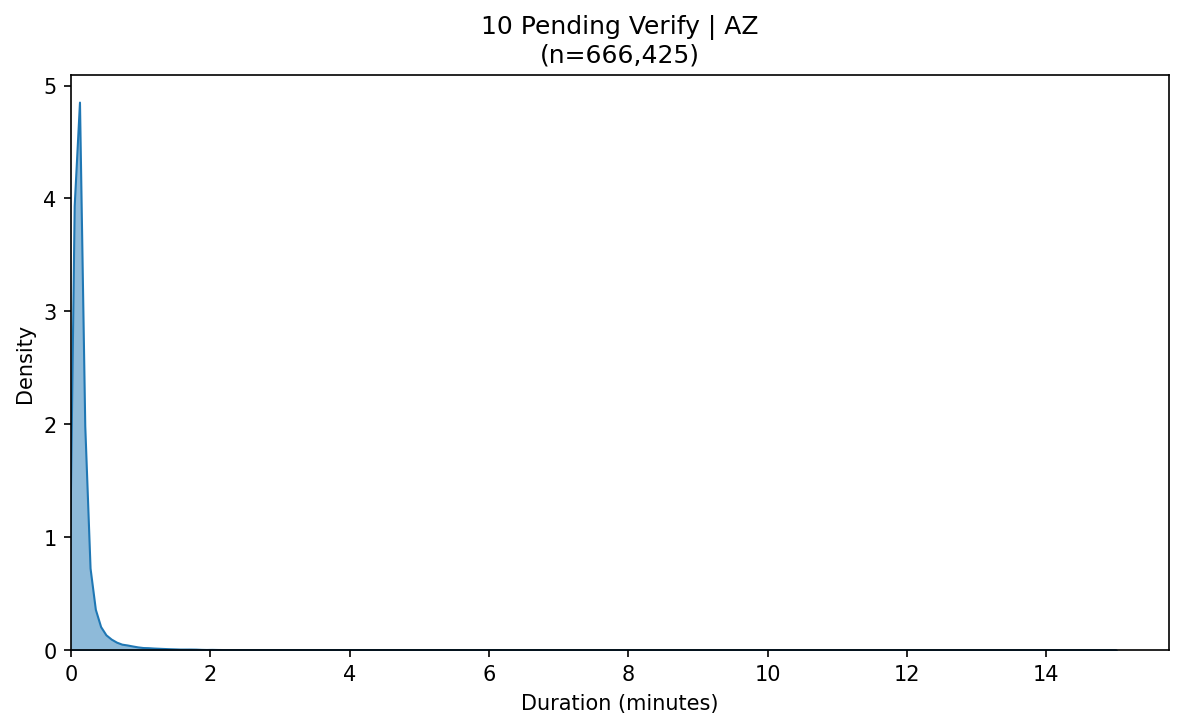 10 Pending Verify | AZ
(n=666,425)
5
4
3
2
1
0
Density
0 2 4 6 8 10 12 14
Duration (minutes)